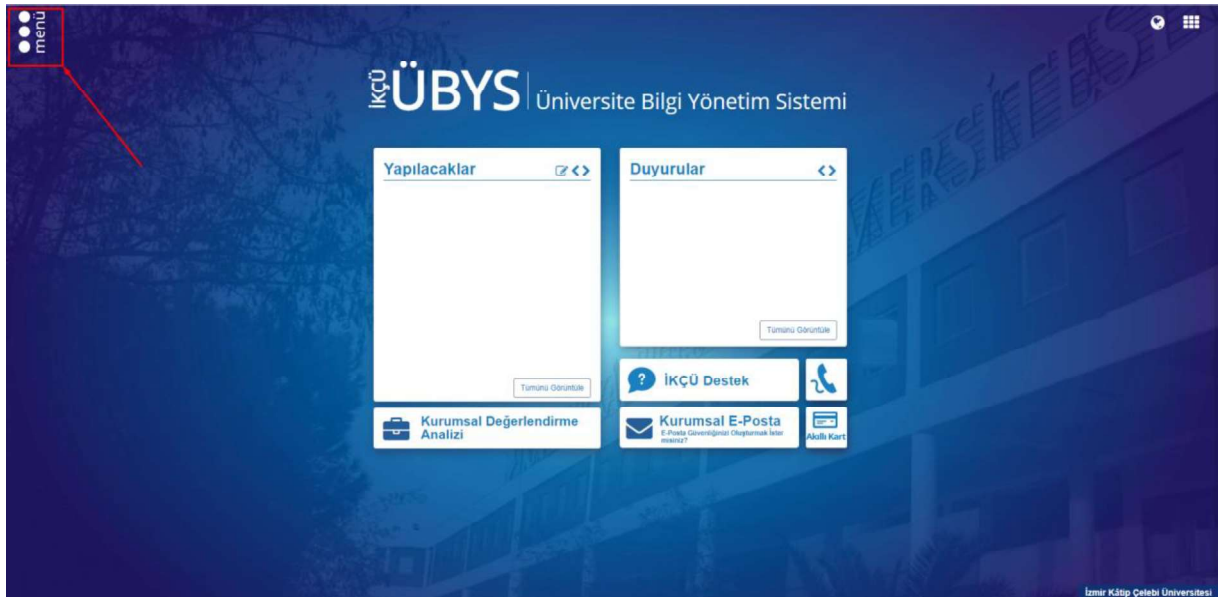 menü
İKÇÜ ÜBYS Üniversite Bilgi Yönetim Sistemi
Yapılacaklar
Duyurular
Tümünü Görüntüle
Tümünü Görüntüle
İKÇÜ Destek
Kurumsal Değerlendirme
Analizi
Kurumsal E-Posta
E-Posta Güvenliğinizi Oluşturmak İster
misiniz?
Akıllı Kart
İzmir Kâtip Çelebi Üniversitesi